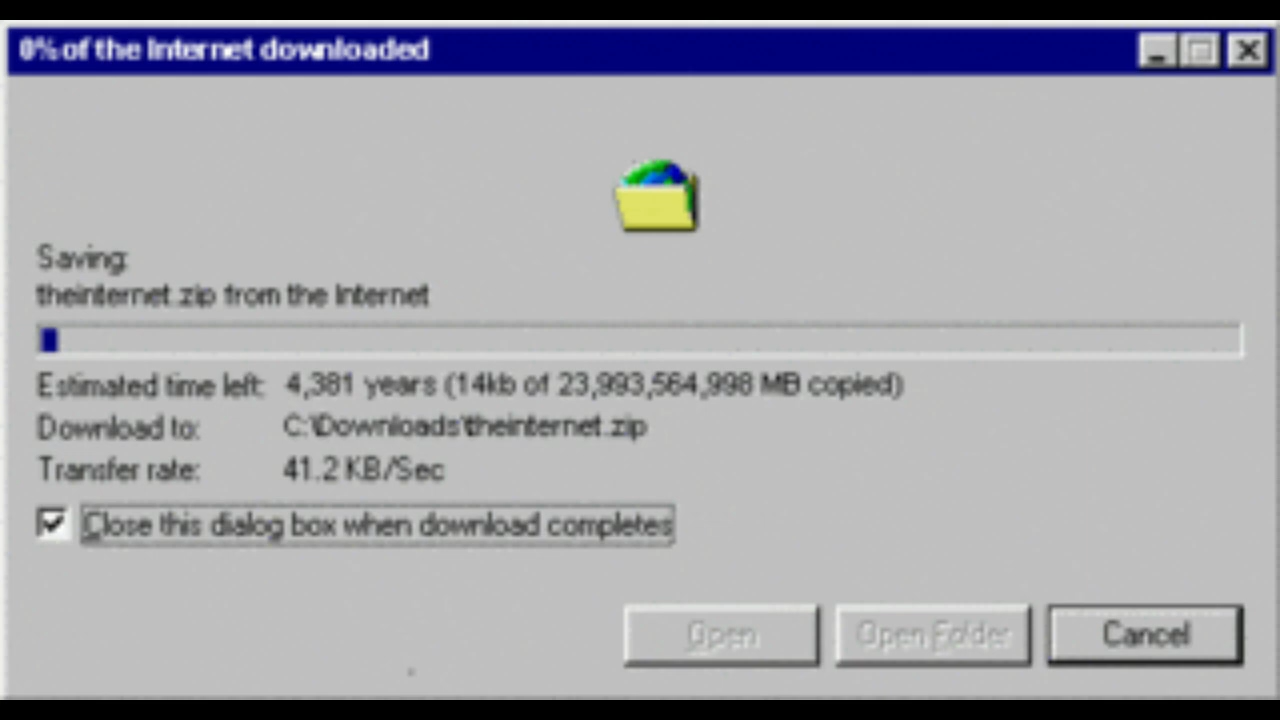 0% of the Internet downloaded
Saving:
theinternet.zip from the Internet
Estimated time left: 4,381 years (14kb of 23,993,564,998 MB copied)
Download to: C:\Downloads\theinternet.zip
Transfer rate: 41.2 KB/Sec
Close this dialog box when download completes
Open Open Folder Cancel